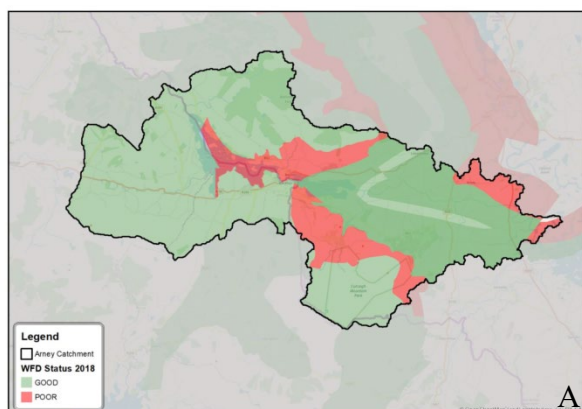 Legend
Arney Catchment
WFD Status 2018
GOOD
POOR
A